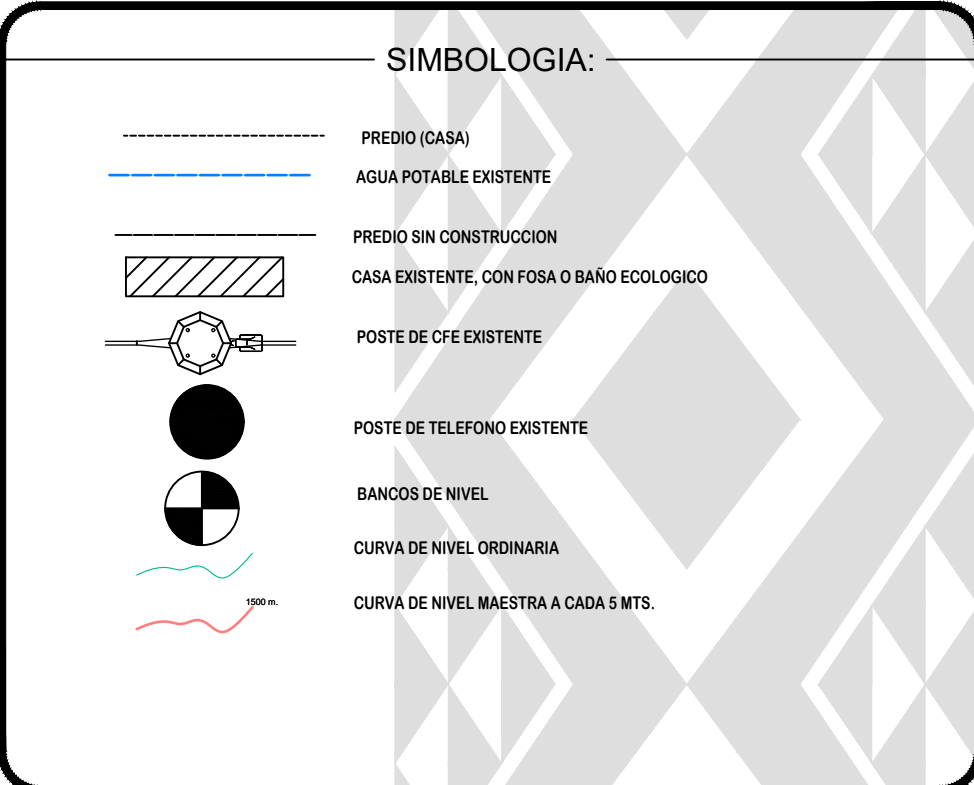 SIMBOLOGIA:
PREDIO (CASA)
AGUA POTABLE EXISTENTE
PREDIO SIN CONSTRUCCION
CASA EXISTENTE, CON FOSA O BAÑO ECOLOGICO
POSTE DE CFE EXISTENTE
POSTE DE TELEFONO EXISTENTE
BANCOS DE NIVEL
CURVA DE NIVEL ORDINARIA
1500 m.
CURVA DE NIVEL MAESTRA A CADA 5 MTS.